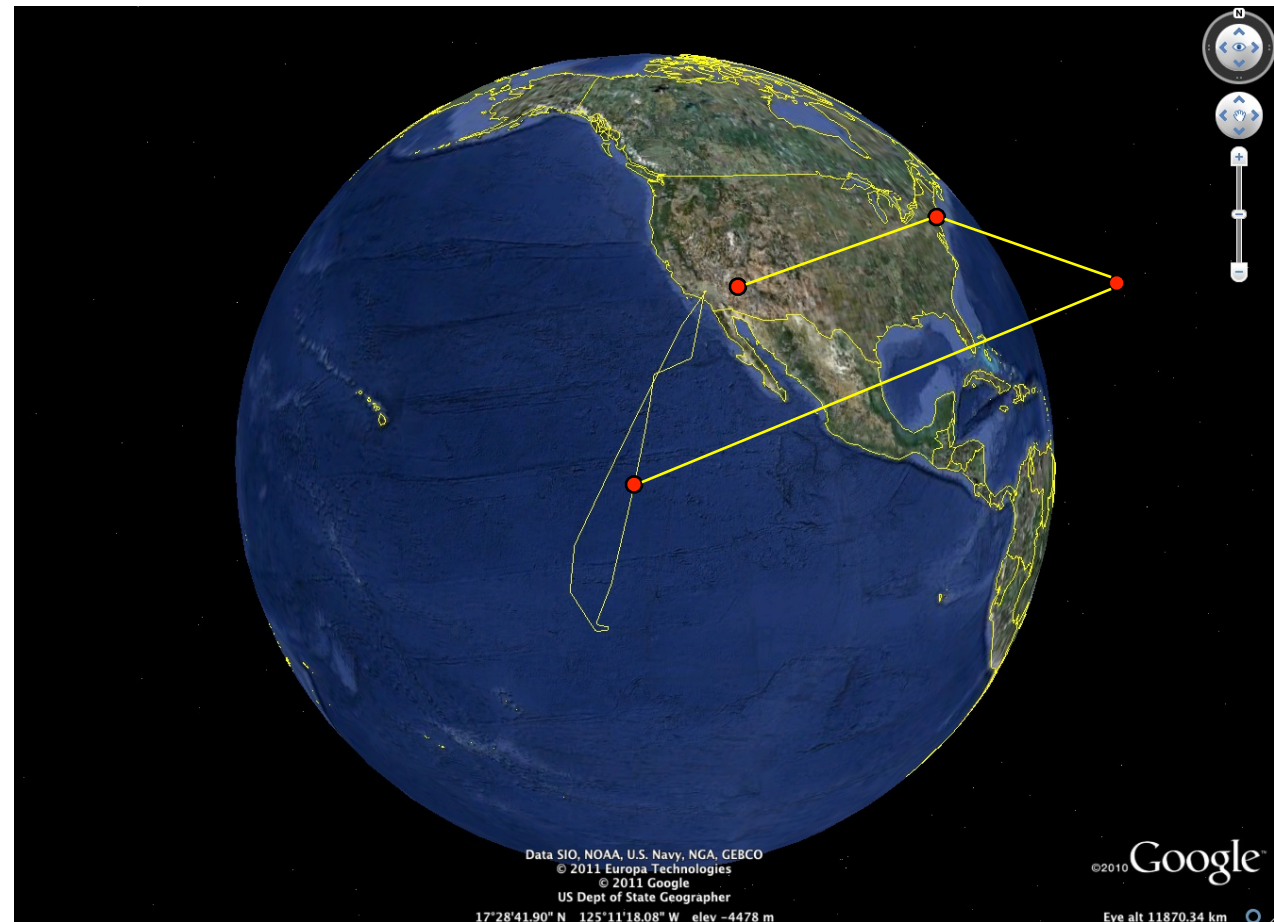 N
Data SIO, NOAA, U.S. Navy, NGA, GEBCO
© 2011 Europa Technologies
© 2011 Google
US Dept of State Geographer
©2010 Google
17°28'41.90" N 125°11'18.08" W elev -4478 m
Eye alt 11870.34 km